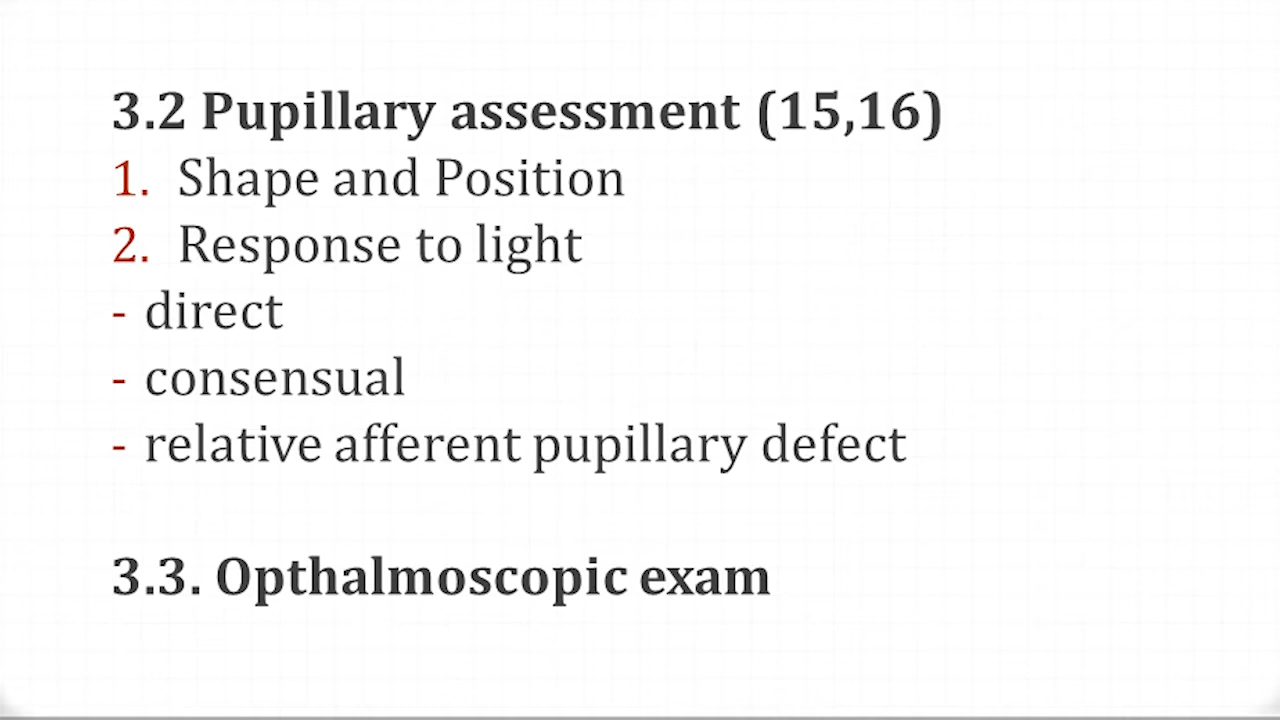 3.2 Pupillary assessment (15,16)
1. Shape and Position
2. Response to light
- direct
- consensual
- relative afferent pupillary defect
3.3. Opthalmoscopic exam